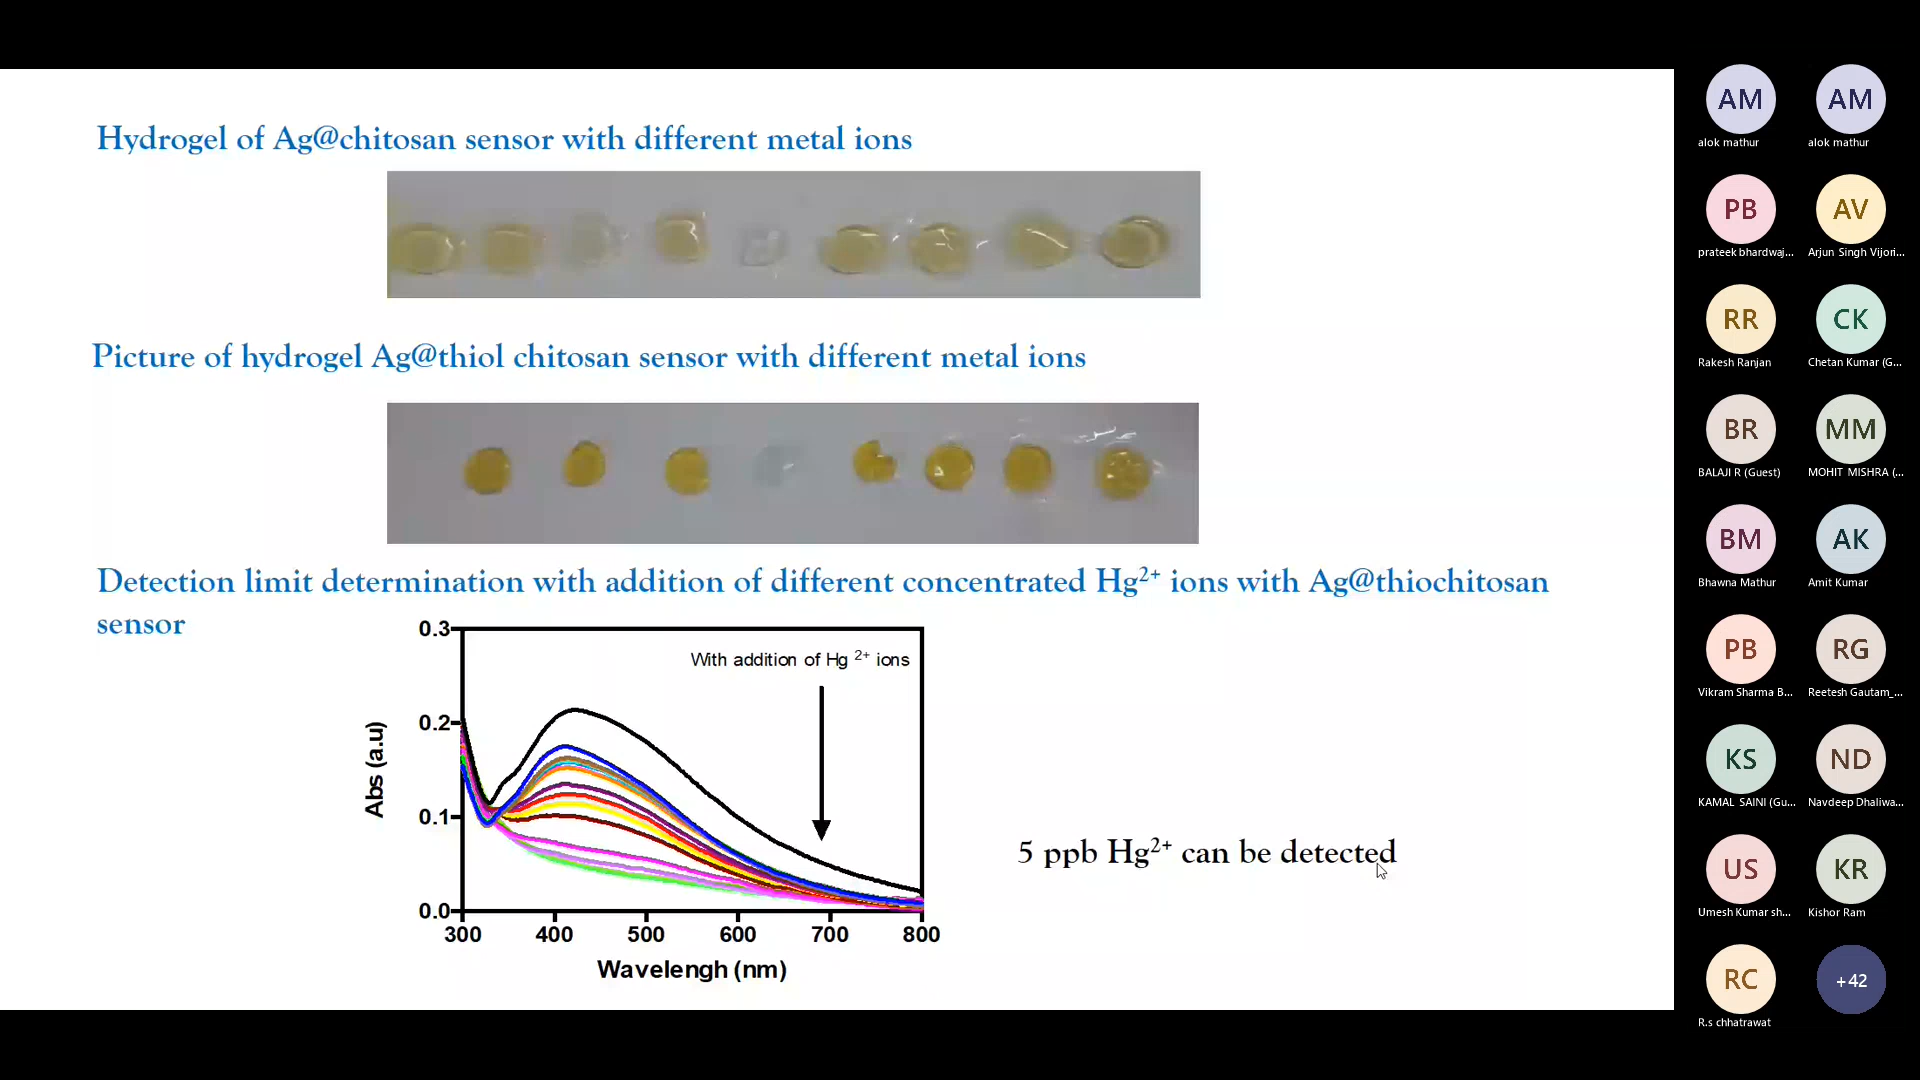 Hydrogel of Ag@chitosan sensor with different metal ions
Picture of hydrogel Ag@thiol chitosan sensor with different metal ions
Detection limit determination with addition of different concentrated Hg²⁺ ions with Ag@thiochitosan
sensor
0.3
0.2
0.1
0.0
Abs (a.u)
With addition of Hg ²⁺ ions
300 400 500 600 700 800
Wavelengh (nm)
5 ppb Hg²⁺ can be detected
AM AM
alok mathur alok mathur
PB AV
prateek bhardwaj... Arjun Singh Vijori...
RR CK
Rakesh Ranjan Chetan Kumar (G...
BR MM
BALAJI R (Guest) MOHIT MISHRA (...
BM AK
Bhawna Mathur Amit Kumar
PB RG
Vikram Sharma B... Reetesh Gautam_...
KS ND
KAMAL SAINI (Gu... Navdeep Dhaliwa...
US KR
Umesh Kumar sh... Kishor Ram
RC +42
R.s chhatrawat